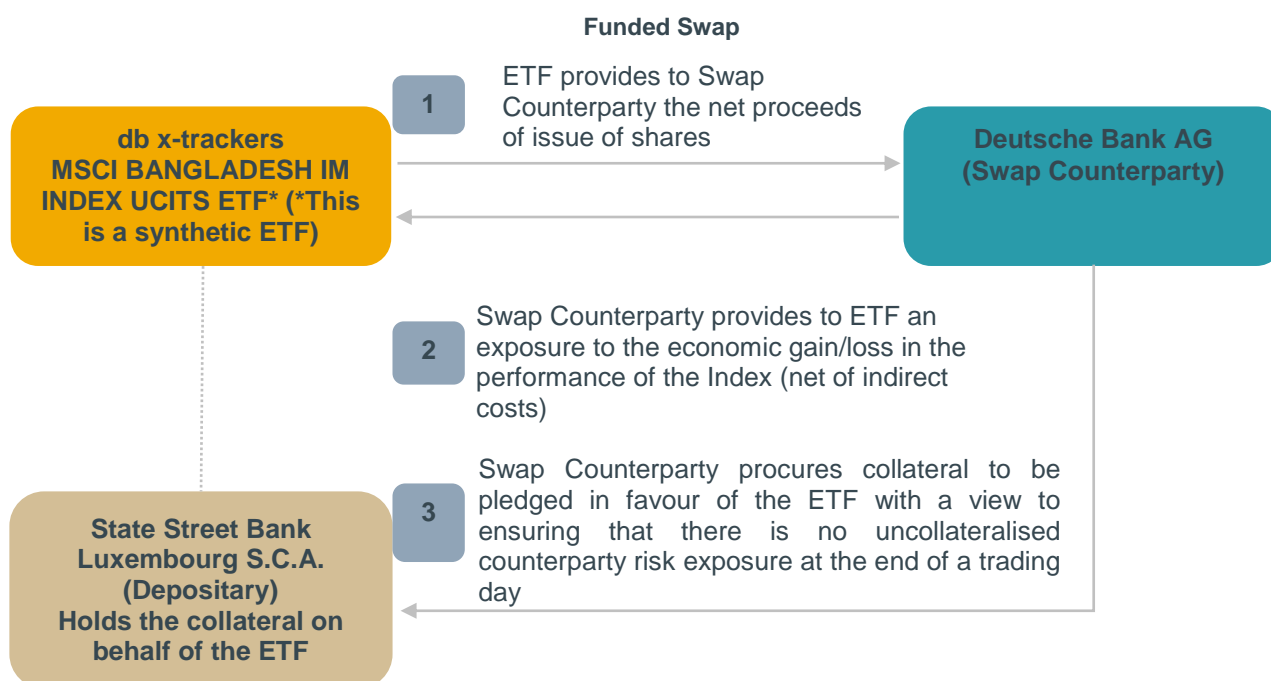 Funded Swap
1
ETF provides to Swap
Counterparty the net proceeds
of issue of shares
db x-trackers
MSCI BANGLADESH IM
INDEX UCITS ETF* (*This
is a synthetic ETF)
Deutsche Bank AG
(Swap Counterparty)
2
Swap Counterparty provides to ETF an
exposure to the economic gain/loss in the
performance of the Index (net of indirect
costs)
3
Swap Counterparty procures collateral to be
pledged in favour of the ETF with a view to
ensuring that there is no uncollateralised
counterparty risk exposure at the end of a trading
day
State Street Bank
Luxembourg S.C.A.
(Depositary)
Holds the collateral on
behalf of the ETF